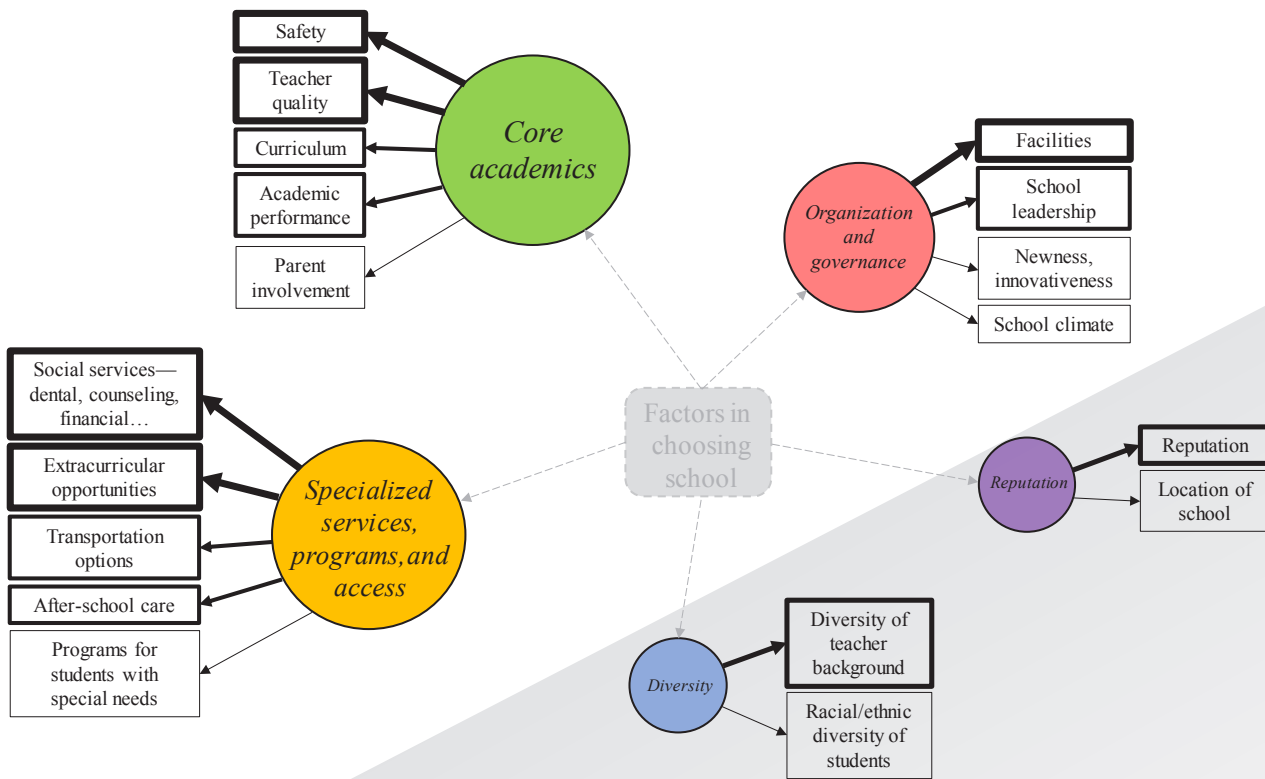 Safety
Teacher
quality
Curriculum
Academic
performance
Parent
involvement
Core
academics
Facilities
School
leadership
Newness,
innovativeness
School climate
Organization
and
governance
Social services—
dental, counseling,
financial…
Extracurricular
opportunities
Transportation
options
After-school care
Programs for
students with
special needs
Specialized
services,
programs,and
access
Factors in
choosing
school
Reputation
Reputation
Location of
school
Diversity
Diversity of
teacher
background
Racial/ethnic
diversity of
students